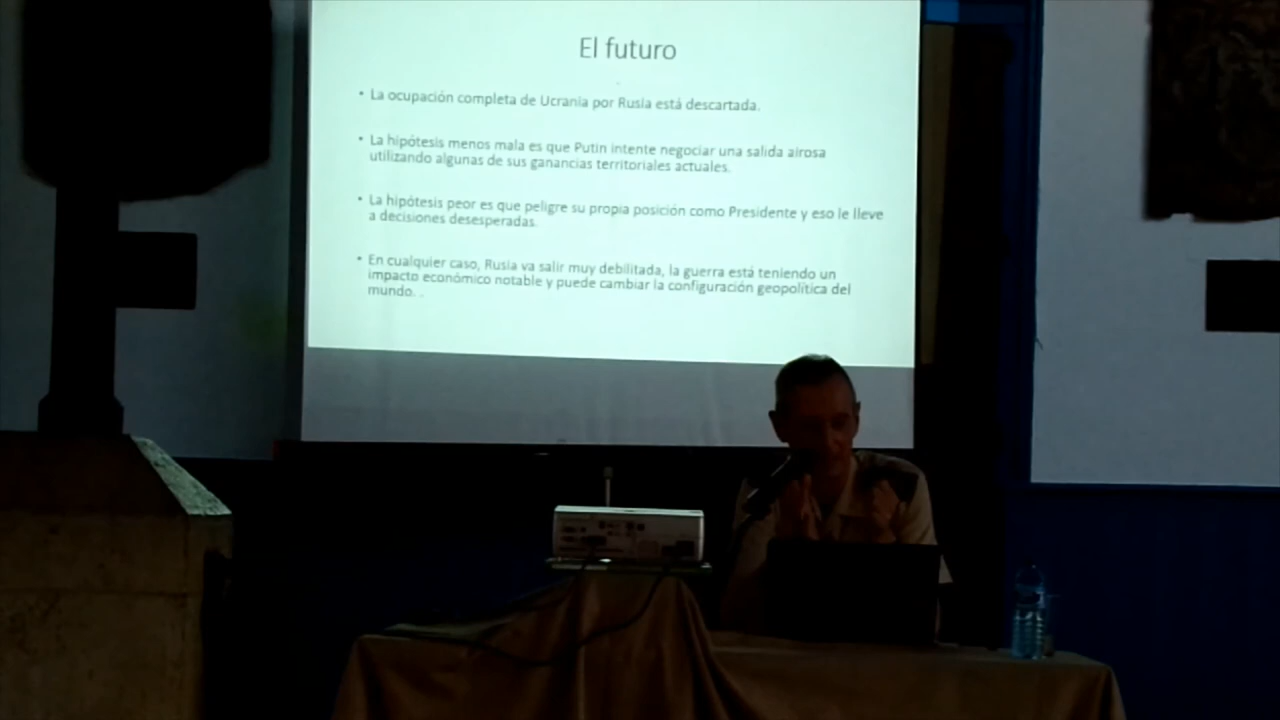 El futuro
• La ocupación completa de Ucrania por Rusia está descartada.
• La hipótesis menos mala es que Putin intente negociar una salida airosa
utilizando algunas de sus ganancias territoriales actuales.
• La hipótesis peor es que peligre su propia posición como Presidente y eso le lleve
a decisiones desesperadas.
• En cualquier caso, Rusia va salir muy debilitada, la guerra está teniendo un
impacto económico notable y puede cambiar la configuración geopolítica del
mundo. .